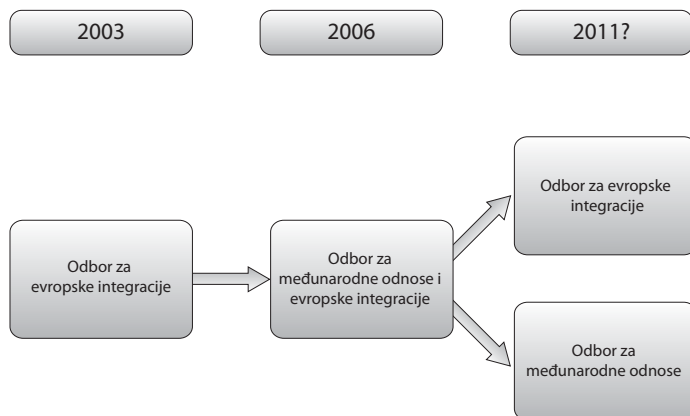 2003
2006
2011?
Odbor za
evropske integracije
Odbor za
međunarodne odnose i
evropske integracije
Odbor za evropske
integracije
Odbor za
međunarodne odnose